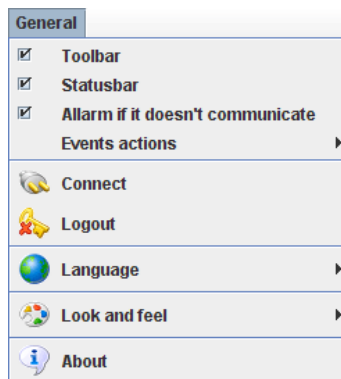 General
Toolbar
Statusbar
Allarm if it doesn't communicate
Events actions
Connect
Logout
Language
Look and feel
About